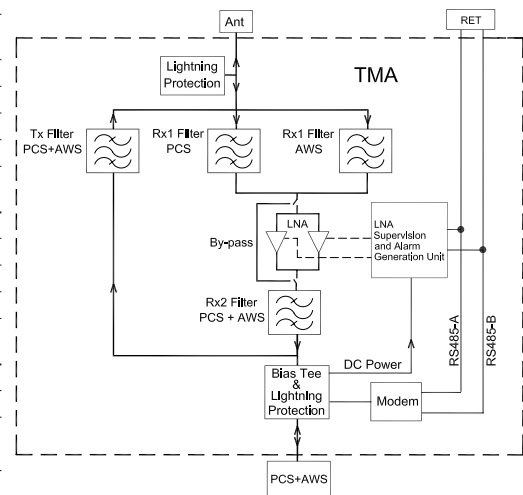 Ant
RET
Lightning
Protection
TMA
Tx Filter
PCS+AWS
Rx1 Filter
PCS
Rx1 Filter
AWS
LNA
By-pass
LNA
Supervision
and Alarm
Generation Unit
Rx2 Filter
PCS + AWS
RS485-A
RS485-B
DC Power
Bias Tee
&
Lightning
Protection
Modem
PCS+AWS